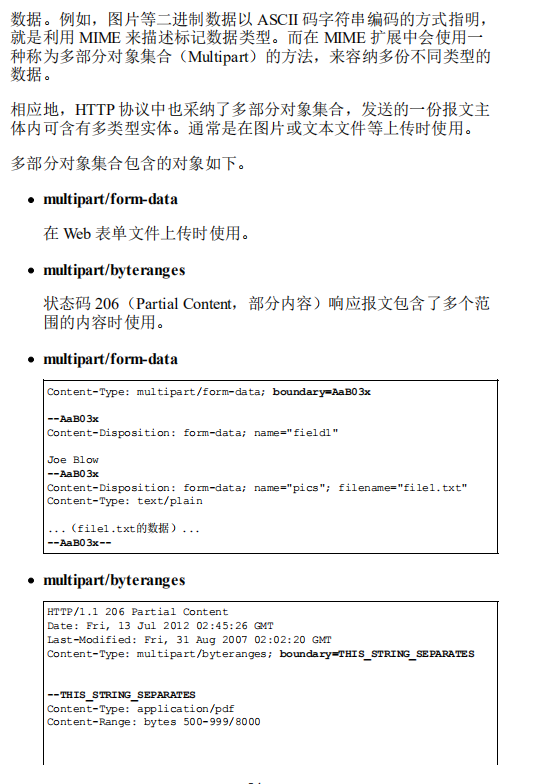 数据。例如，图片等二进制数据以 ASCII 码字符串编码的方式指明，
就是利用 MIME 来描述标记数据类型。而在 MIME 扩展中会使用一
种称为多部分对象集合（Multipart）的方法，来容纳多份不同类型的
数据。
相应地，HTTP 协议中也采纳了多部分对象集合，发送的一份报文主
体内可含有多类型实体。通常是在图片或文本文件等上传时使用。
多部分对象集合包含的对象如下。
• multipart/form-data
在 Web 表单文件上传时使用。
• multipart/byteranges
状态码 206（Partial Content，部分内容）响应报文包含了多个范
围的内容时使用。
• multipart/form-data
Content-Type: multipart/form-data; boundary=AaB03x
--AaB03x
Content-Disposition: form-data; name="field1"
Joe Blow
--AaB03x
Content-Disposition: form-data; name="pics"; filename="file1.txt"
Content-Type: text/plain
...（file1.txt的数据）...
--AaB03x--
• multipart/byteranges
HTTP/1.1 206 Partial Content
Date: Fri, 13 Jul 2012 02:45:26 GMT
Last-Modified: Fri, 31 Aug 2007 02:02:20 GMT
Content-Type: multipart/byteranges; boundary=THIS_STRING_SEPARATES
--THIS_STRING_SEPARATES
Content-Type: application/pdf
Content-Range: bytes 500-999/8000